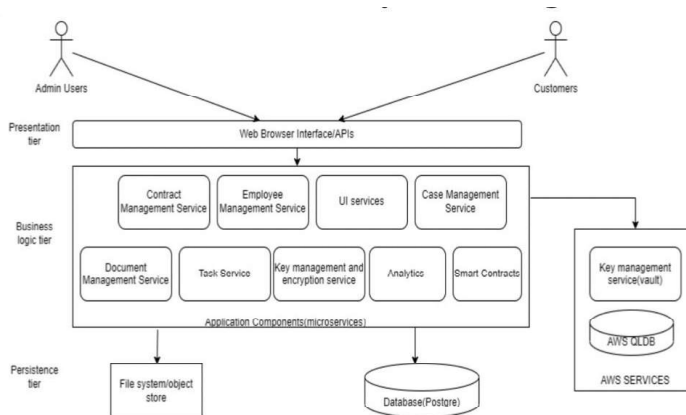 Admin Users
Customers
Presentation
tier
Web Browser Interface/APIs
Contract
Management Service
Employee
Management Service
UI services
Case Management
Service
Business
logic tier
Document
Management Service
Task Service
Key management and
encryption service
Analytics
Smart Contracts
Key management
service(vault)
AWS QLDB
Application Components(microservices)
Persistence
tier
File system/object
store
Database(Postgre)
AWS SERVICES